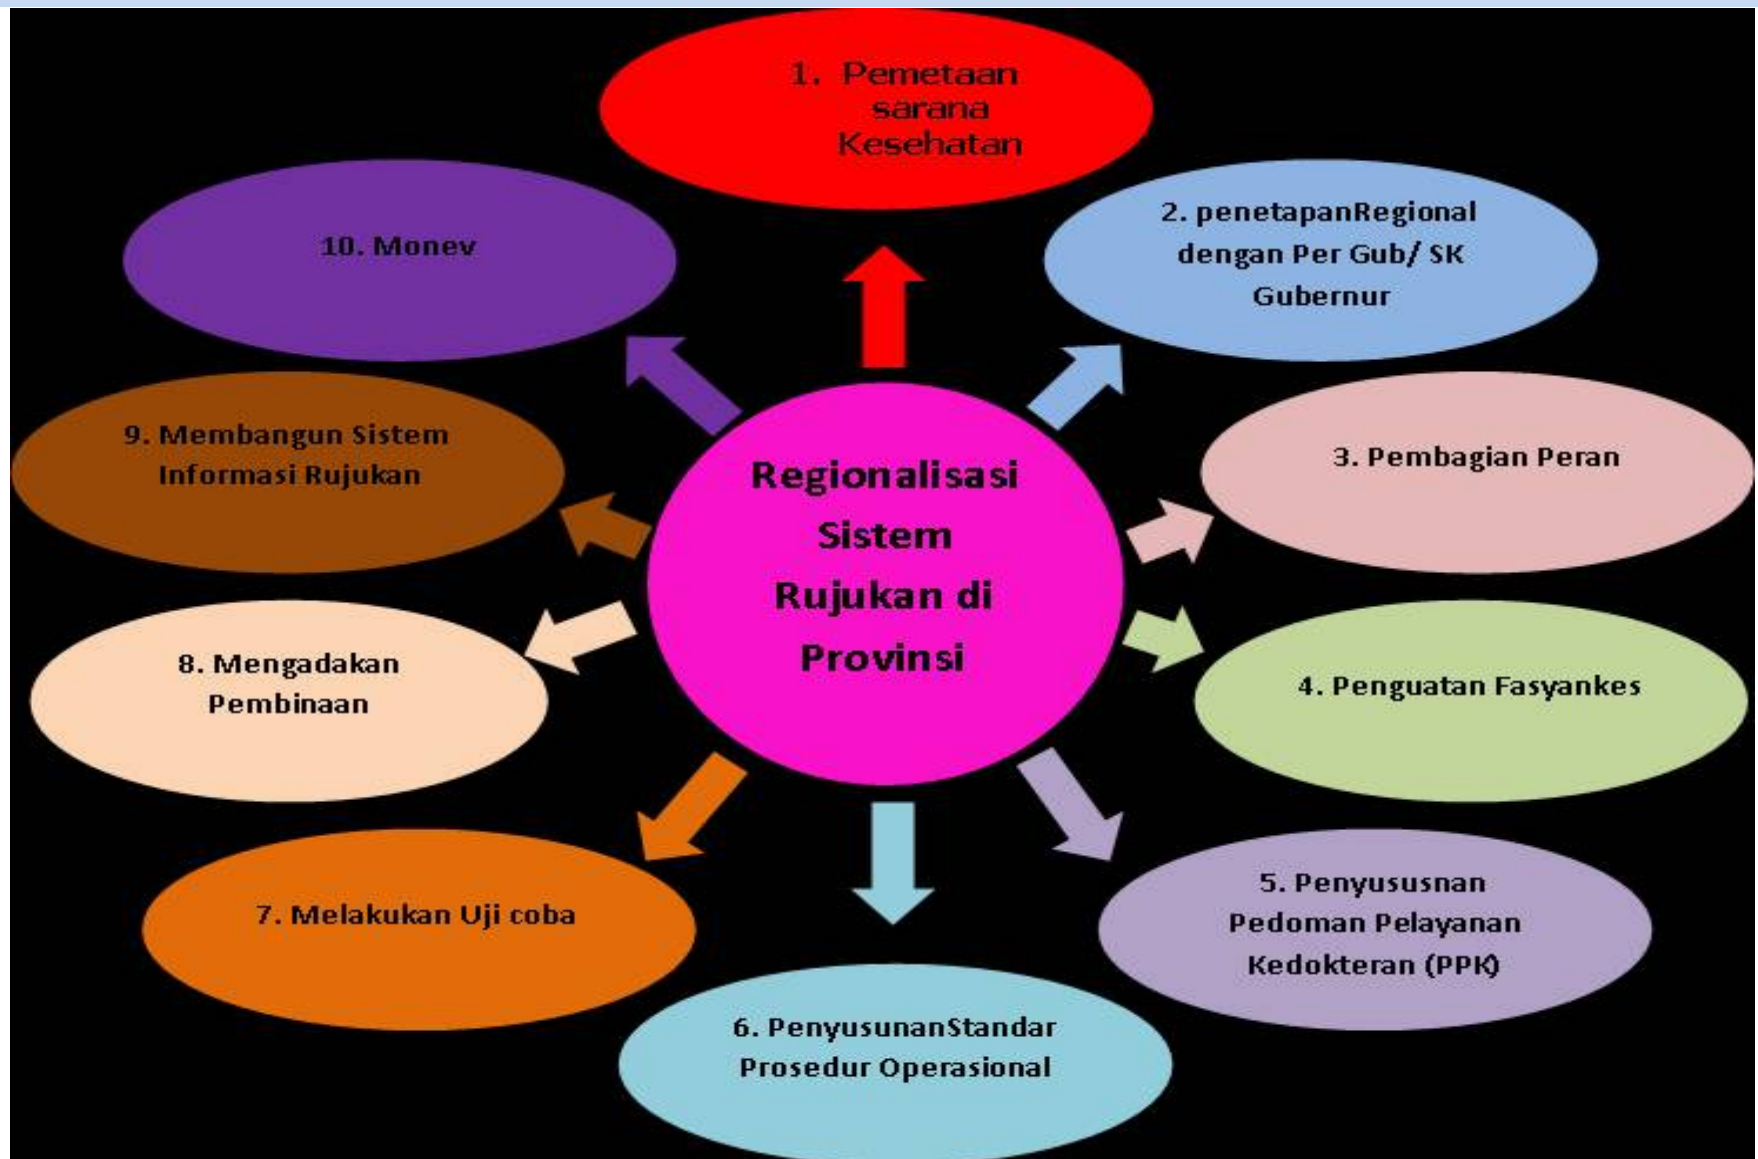 1. Pemetaan
sarana
Kesehatan
2. penetapanRegional
dengan Per Gub/ SK
Gubernur
3. Pembagian Peran
4. Penguatan Fasyankes
5. Penyususnan
Pedoman Pelayanan
Kedokteran (PPK)
6. PenyusunanStandar
Prosedur Operasional
7. Melakukan Uji coba
8. Mengadakan
Pembinaan
9. Membangun Sistem
Informasi Rujukan
10. Monev
Regionalisasi
Sistem
Rujukan di
Provinsi